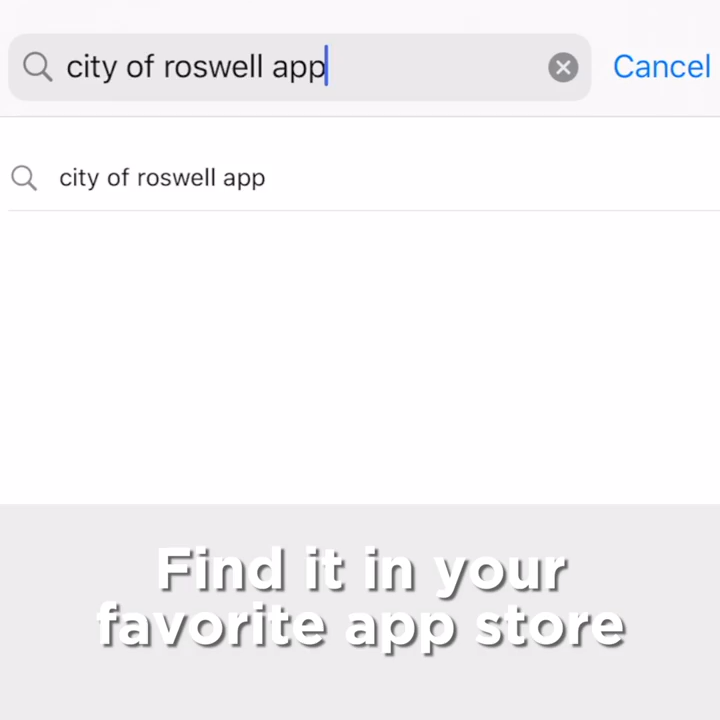 city of roswell app
Cancel
city of roswell app
Find it in your
favorite app store